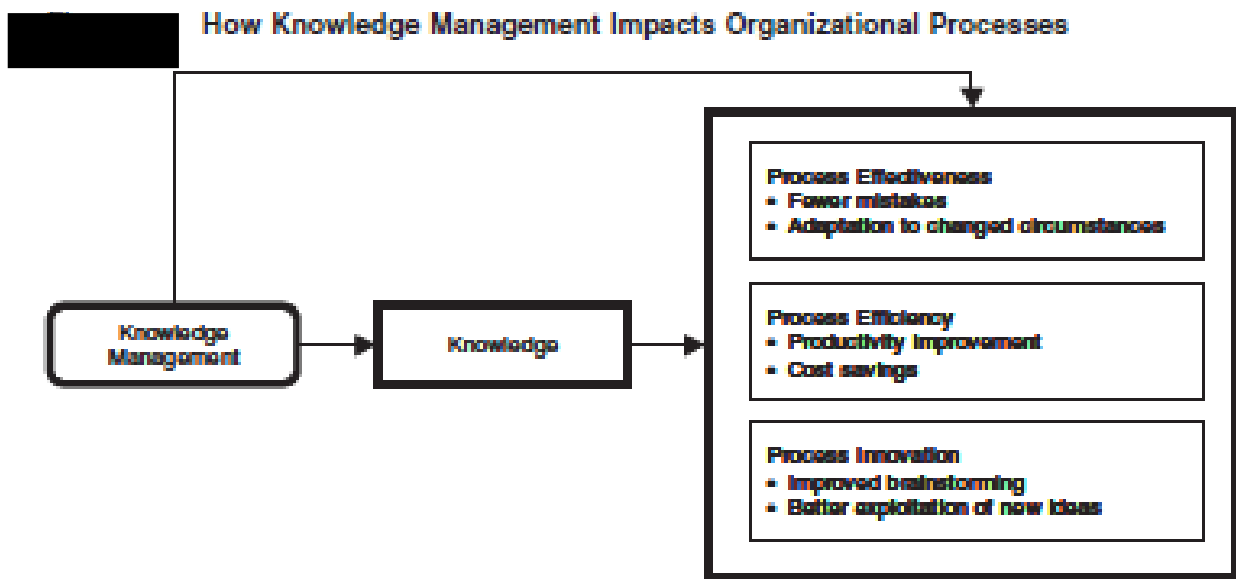 How Knowledge Management Impacts Organizational Processes
Process Effectiveness
• Fewer mistakes
• Adaptation to changed circumstances
Knowledge
Management
Knowledge
Process Efficiency
• Productivity improvement
• Cost savings
Process Innovation
• Improved brainstorming
• Better exploitation of new ideas